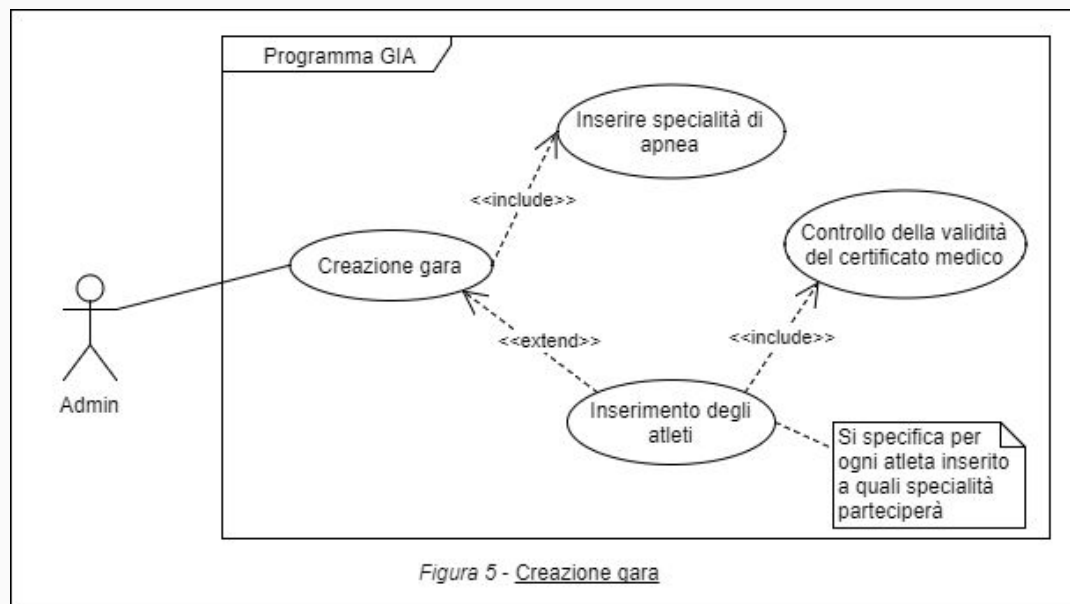 Programma GIA
Inserire specialità di
apnea
<<include>>
Creazione gara
Controllo della validità
del certificato medico
<<extend>>
<<include>>
Admin
Inserimento degli
atleti
Si specifica per
ogni atleta inserito
a quali specialità
parteciperà
Figura 5 - Creazione gara